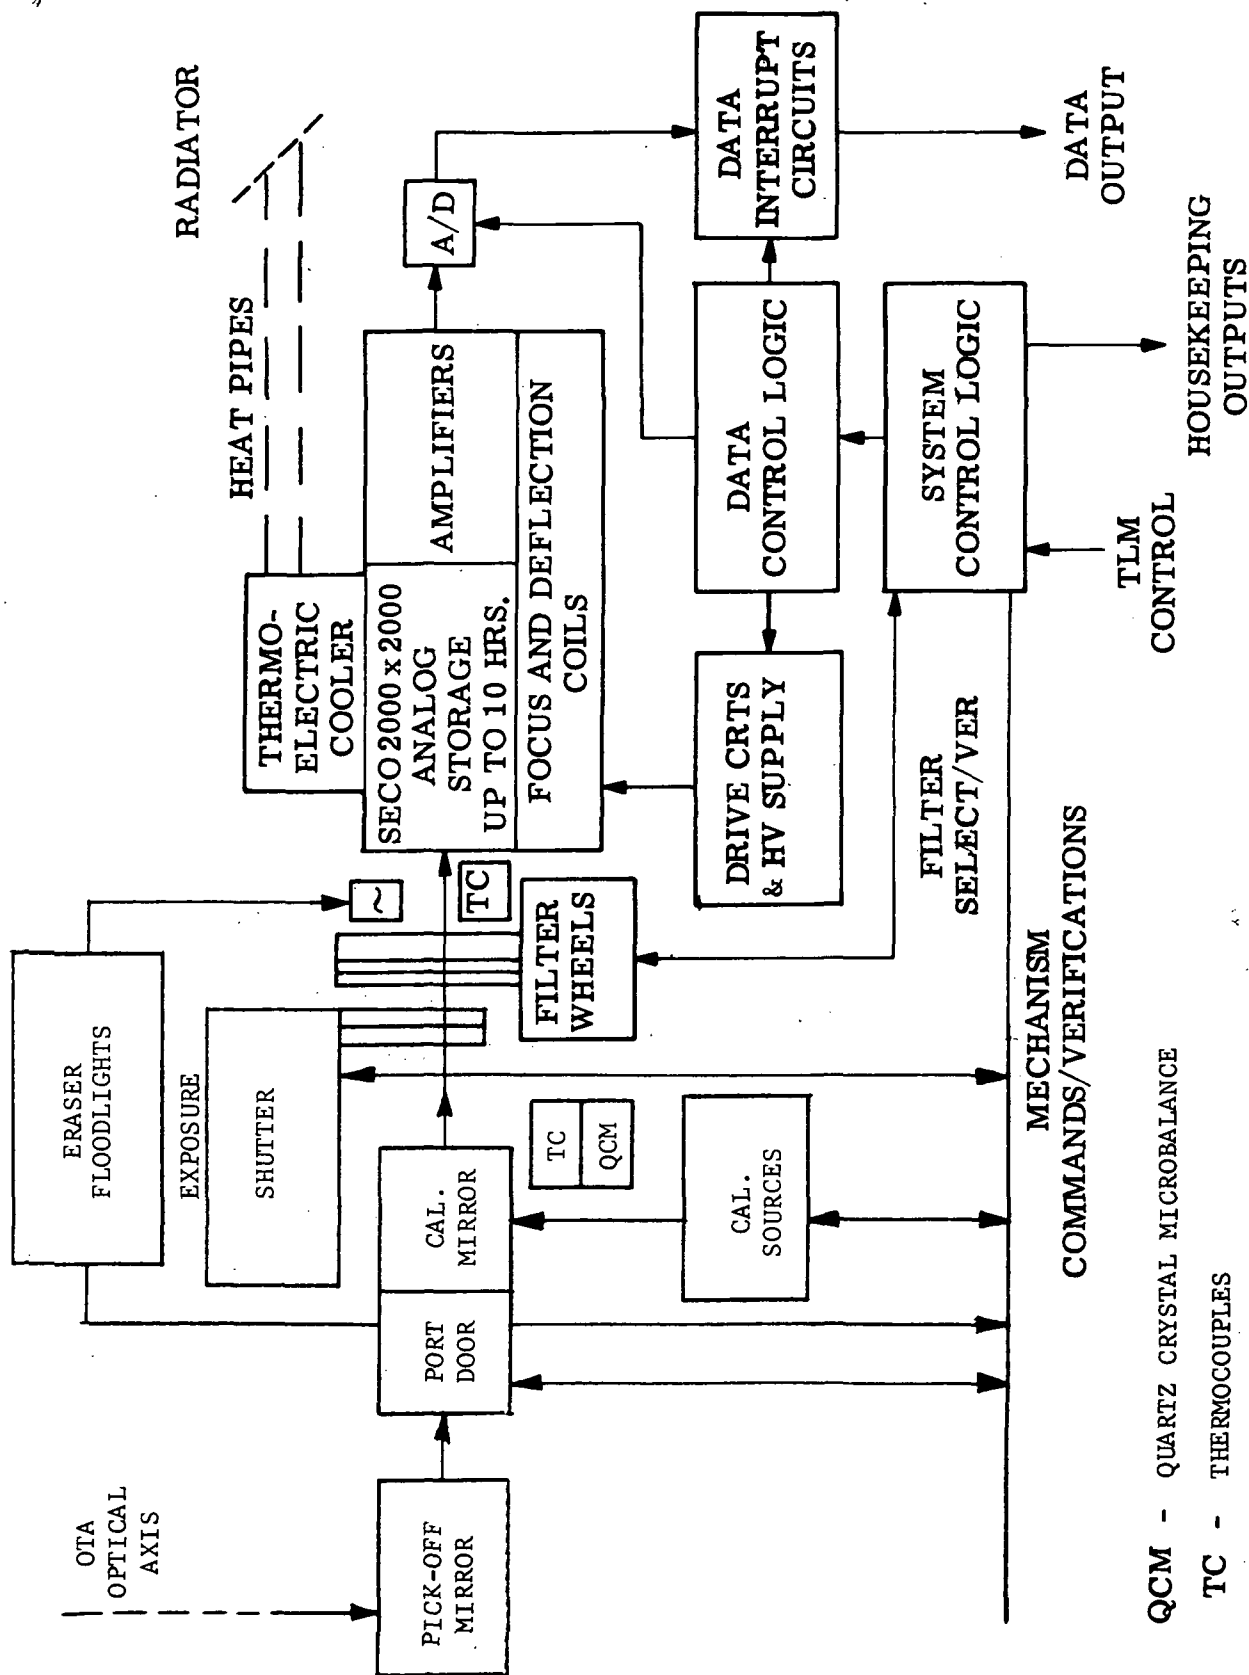 OTA
OPTICAL
AXIS
PICK-OFF
MIRROR
PORT
DOOR
CAL.
MIRROR
ERASER
FLOODLIGHTS
EXPOSURE
SHUTTER
TC
QCM
CAL.
SOURCES
~
TC
FILTER
WHEELS
THERMO-
ELECTRIC
COOLER
HEAT PIPES
RADIATOR
SECO 2000 x 2000
ANALOG
STORAGE
UP TO 10 HRS.
AMPLIFIERS
FOCUS AND DEFLECTION
COILS
A/D
DRIVE CRTS
& HV SUPPLY
DATA
CONTROL LOGIC
DATA
INTERRUPT
CIRCUITS
SYSTEM
CONTROL LOGIC
FILTER
SELECT/VER
MECHANISM
COMMANDS/VERIFICATIONS
TLM
CONTROL
HOUSEKEEPING
OUTPUTS
DATA
OUTPUT
QCM - QUARTZ CRYSTAL MICROBALANCE
TC - THERMOCOUPLES